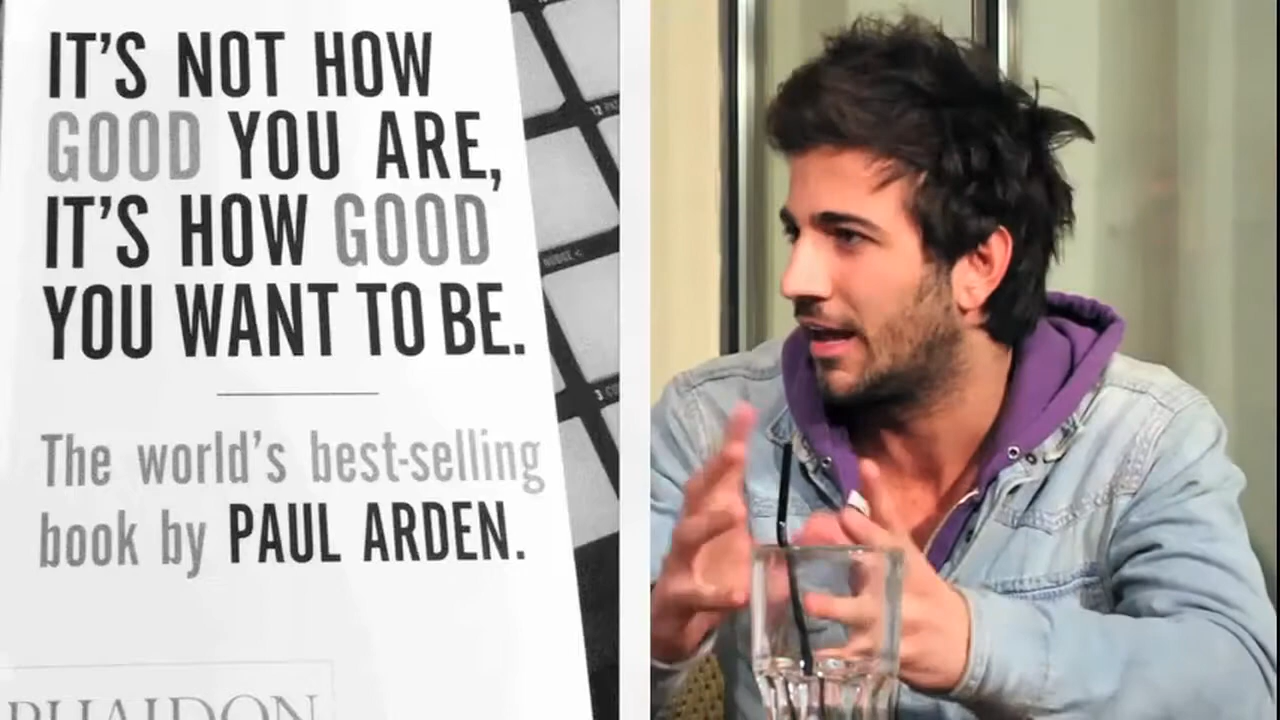 IT'S NOT HOW
GOOD YOU ARE,
IT'S HOW GOOD
YOU WANT TO BE.
The world's best-selling
book by PAUL ARDEN.
PHAIDON